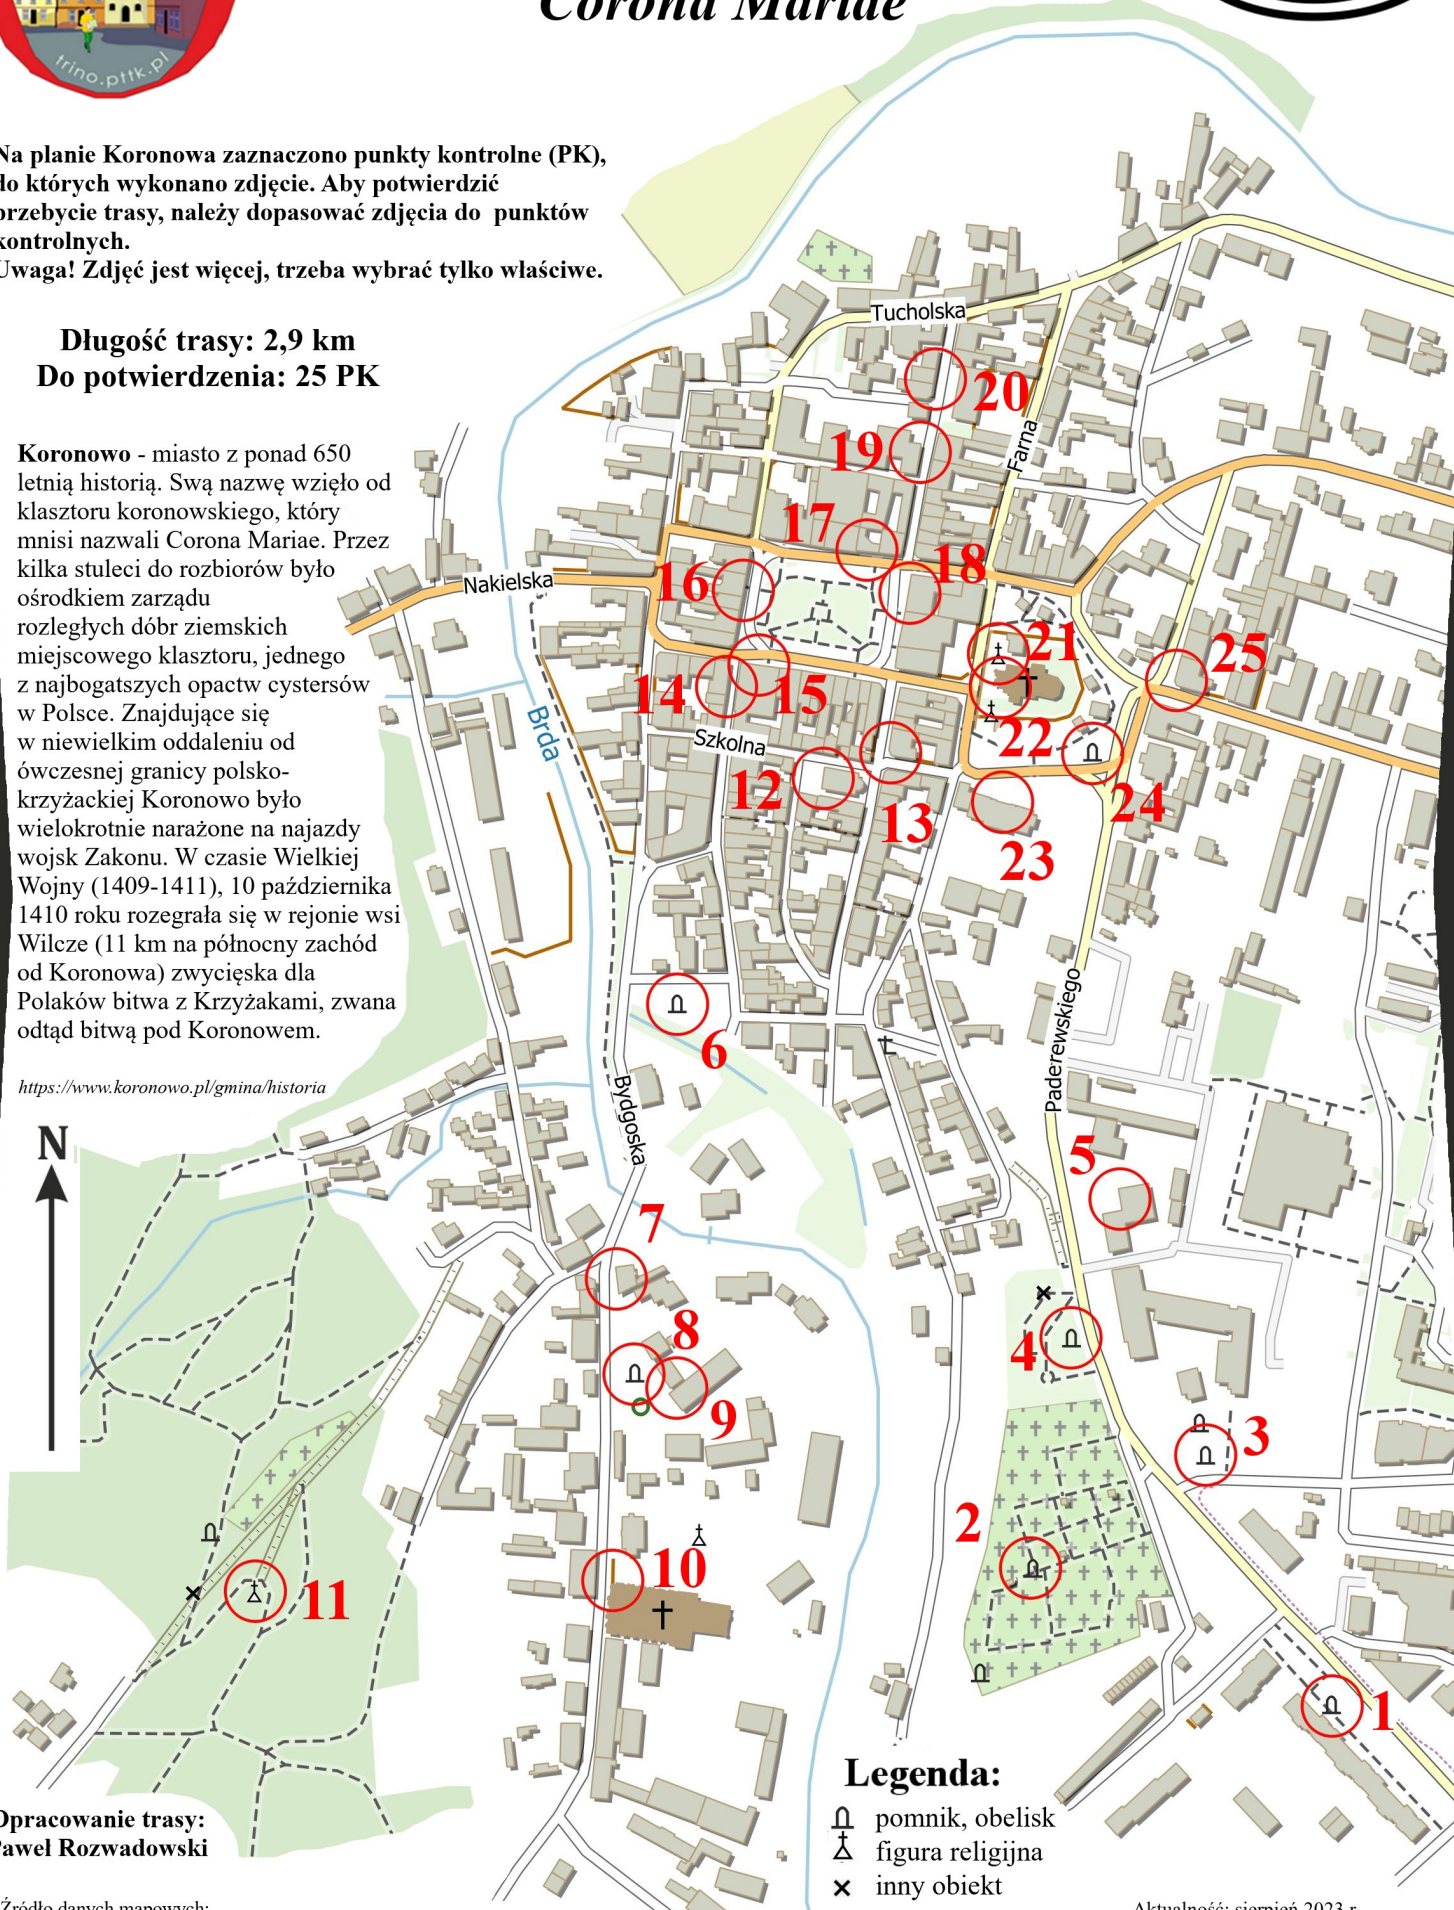 Corona Mariae
trino.pttk.pl
Na planie Koronowa zaznaczono punkty kontrolne (PK),
do których wykonano zdjęcie. Aby potwierdzić
przebycie trasy, należy dopasować zdjęcia do punktów
kontrolnych.
Uwaga! Zdjęć jest więcej, trzeba wybrać tylko właściwe.
Długość trasy: 2,9 km
Do potwierdzenia: 25 PK
Koronowo - miasto z ponad 650
letnią historią. Swą nazwę wzięło od
klasztoru koronowskiego, który
mnisi nazwali Corona Mariae. Przez
kilka stuleci do rozbiorów było
ośrodkiem zarządu
rozległych dóbr ziemskich
miejscowego klasztoru, jednego
z najbogatszych opactw cystersów
w Polsce. Znajdujące się
w niewielkim oddaleniu od
ówczesnej granicy polsko-
krzyżackiej Koronowo było
wielokrotnie narażone na najazdy
wojsk Zakonu. W czasie Wielkiej
Wojny (1409-1411), 10 października
1410 roku rozegrała się w rejonie wsi
Wilcze (11 km na północny zachód
od Koronowa) zwycięska dla
Polaków bitwa z Krzyżakami, zwana
odtąd bitwą pod Koronowem.
https://www.koronowo.pl/gmina/historia
N
Tucholska
20
Farna
19
17
18
Nakielska
16
21
25
14
15
22
Brda
Szkolna
12
13
24
23
6
Paderewskiego
Bydgoska
5
7
8
4
9
3
2
10
11
1
Legenda:
pomnik, obelisk
figura religijna
inny obiekt
Opracowanie trasy:
Paweł Rozwadowski
Źródło danych mapowych:
Aktualność: sierpień 2023 r.